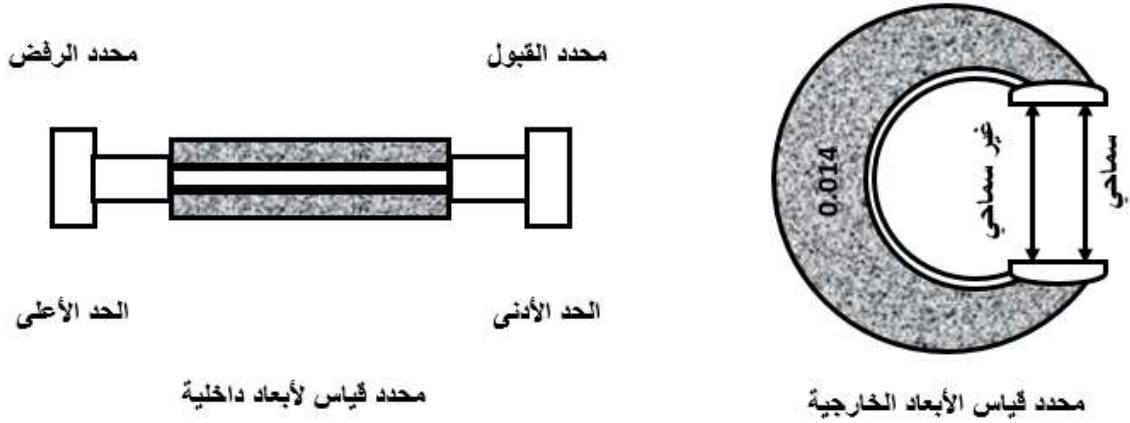 محدد الرفض
محدد القبول
الحد الأعلى
الحد الأدنى
محدد قياس لأبعاد داخلية
0.014
غير سماحي
سماحي
محدد قياس الأبعاد الخارجية